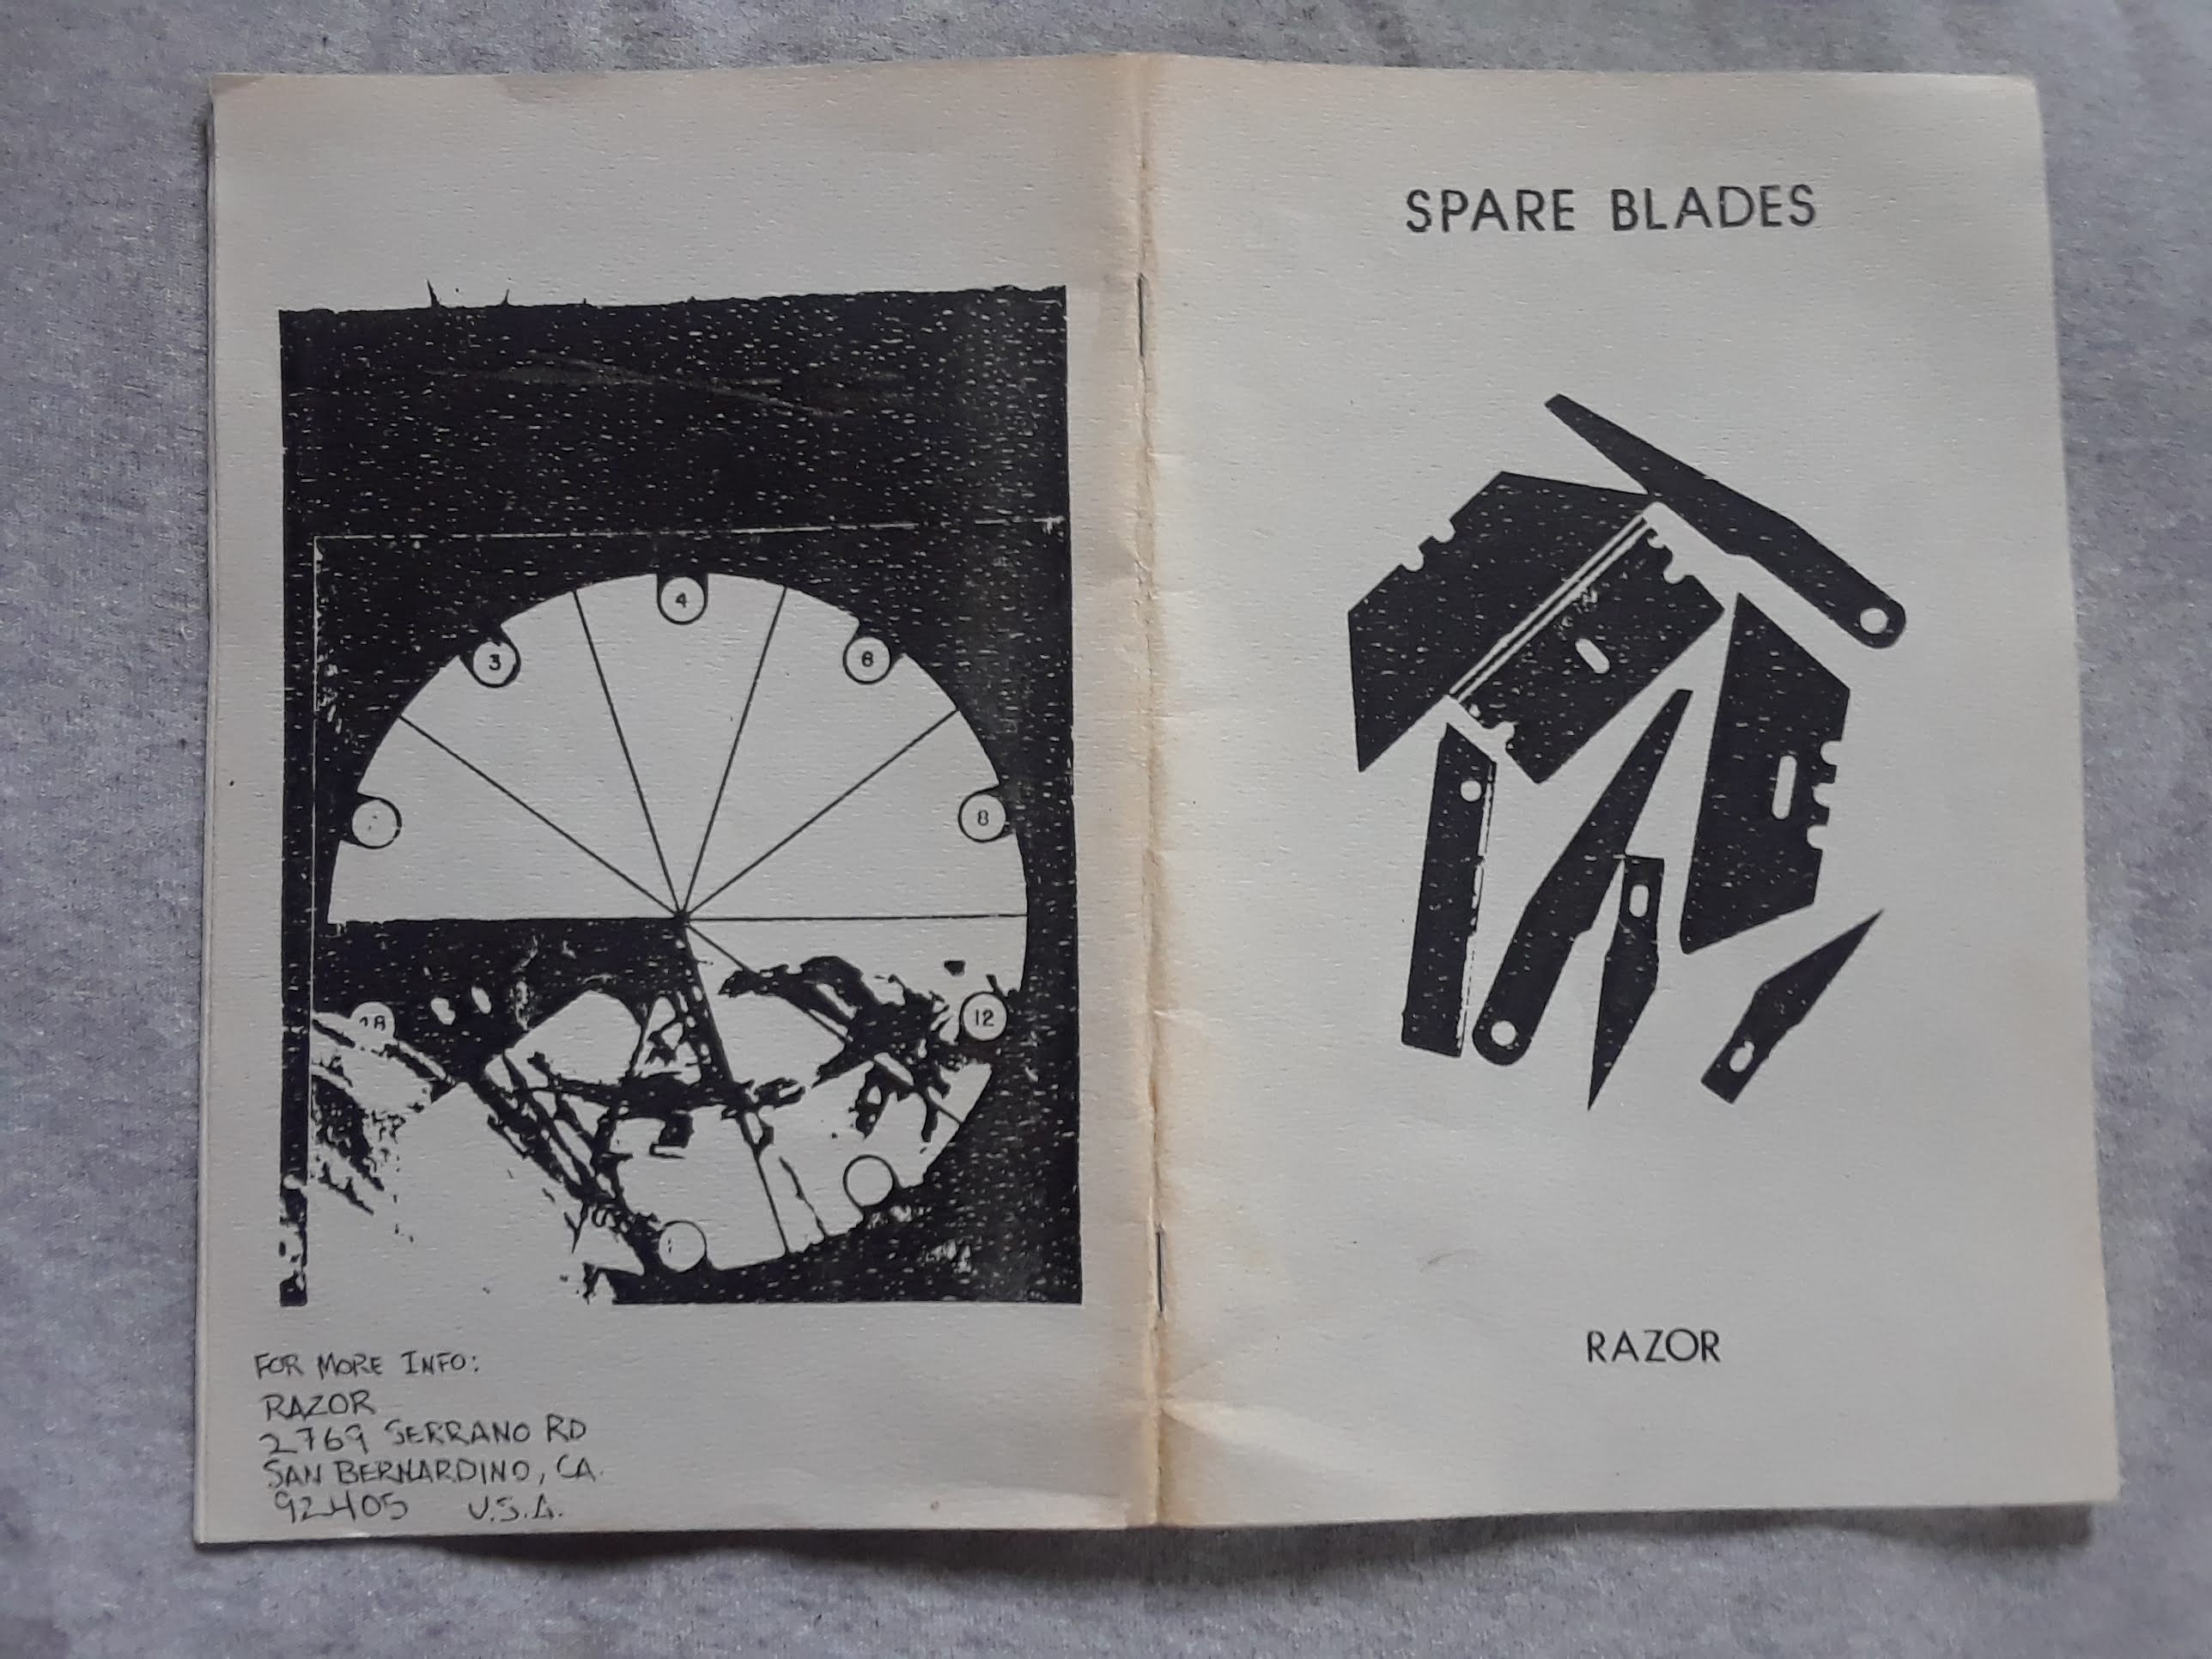 4
3
6
8
18
12
FOR MORE INFO:
RAZOR
2769 SERRANO RD
SAN BERNARDINO, CA.
92405 U.S.A.
SPARE BLADES
RAZOR